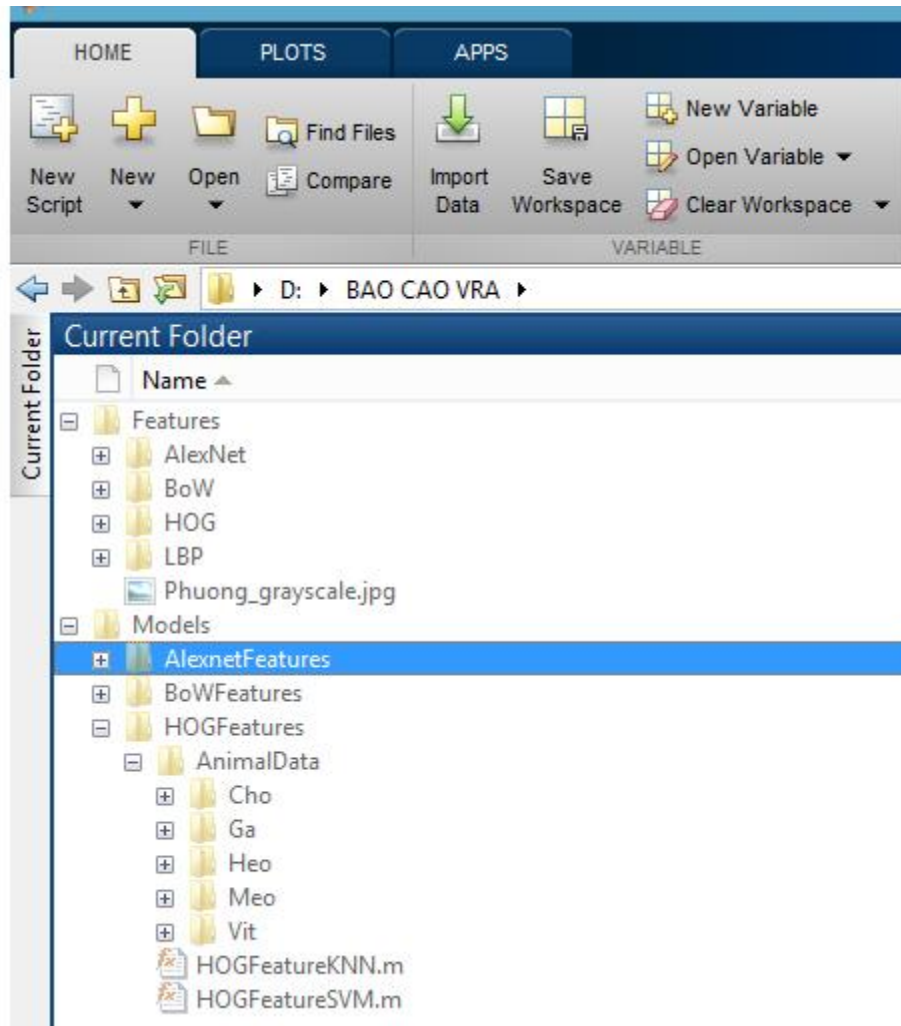 HOME PLOTS APPS
New Script New Open Find Files Compare Import Data Save Workspace New Variable Open Variable Clear Workspace
FILE VARIABLE
D: BAO CAO VRA
Current Folder
Current Folder
Name
Features
AlexNet
BoW
HOG
LBP
Phuong_grayscale.jpg
Models
AlexnetFeatures
BoWFeatures
HOGFeatures
AnimalData
Cho
Ga
Heo
Meo
Vit
HOGFeatureKNN.m
HOGFeatureSVM.m